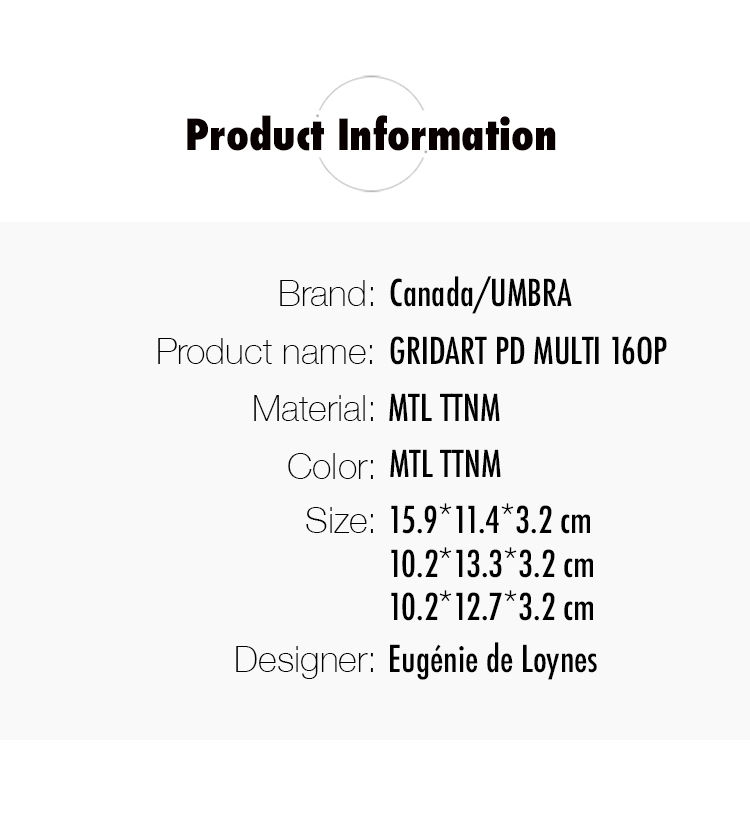 Product Information
Brand: Canada/UMBRA
Product name: GRIDART PD MULTI 160P
Material: MTL TTNM
Color: MTL TTNM
Size: 15.9*11.4*3.2 cm
10.2*13.3*3.2 cm
10.2*12.7*3.2 cm
Designer: Eugénie de Loynes